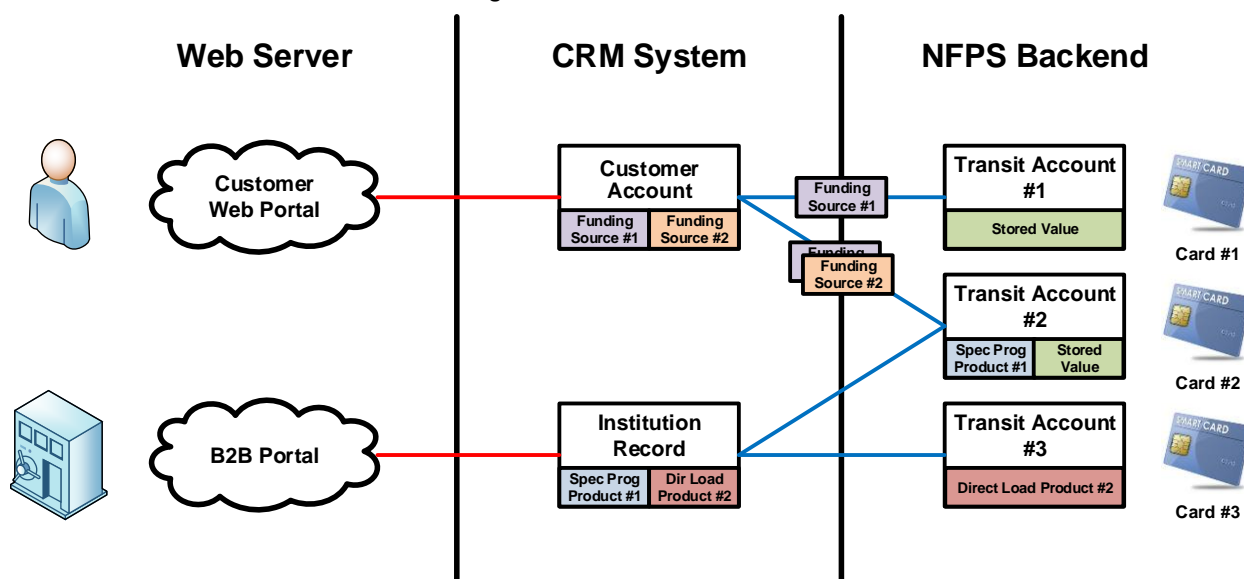 Web Server
CRM System
NFPS Backend
Customer
Web Portal
Customer
Account
Funding
Source #1
Funding
Source #2
Funding
Source #1
Funding
Funding
Source #2
Transit Account
#1
Stored Value
SMART CARD
Card #1
Transit Account
#2
Spec Prog
Product #1
Stored
Value
SMART CARD
Card #2
B2B Portal
Institution
Record
Spec Prog
Product #1
Dir Load
Product #2
Transit Account
#3
Direct Load Product #2
SMART CARD
Card #3